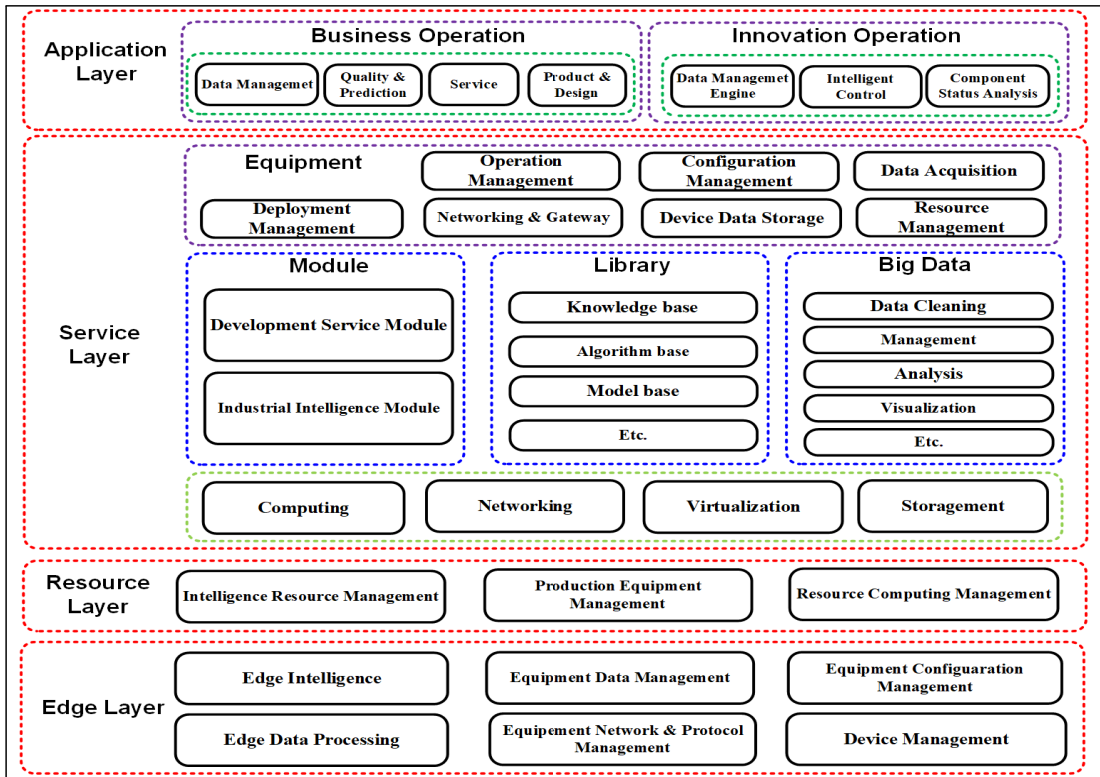 Application
Layer
Business Operation
Data Managemet
Quality &
Prediction
Service
Product &
Design
Innovation Operation
Data Managemet
Engine
Intelligent
Control
Component
Status Analysis
Service
Layer
Equipment
Operation
Management
Configuration
Management
Data Acquisition
Deployment
Management
Networking & Gateway
Device Data Storage
Resource
Management
Module
Development Service Module
Industrial Intelligence Module
Library
Knowledge base
Algorithm base
Model base
Etc.
Big Data
Data Cleaning
Management
Analysis
Visualization
Etc.
Computing
Networking
Virtualization
Storagement
Resource
Layer
Intelligence Resource Management
Production Equipment
Management
Resource Computing Management
Edge Layer
Edge Intelligence
Equipment Data Management
Equipment Configuaration
Management
Edge Data Processing
Equipement Network & Protocol
Management
Device Management